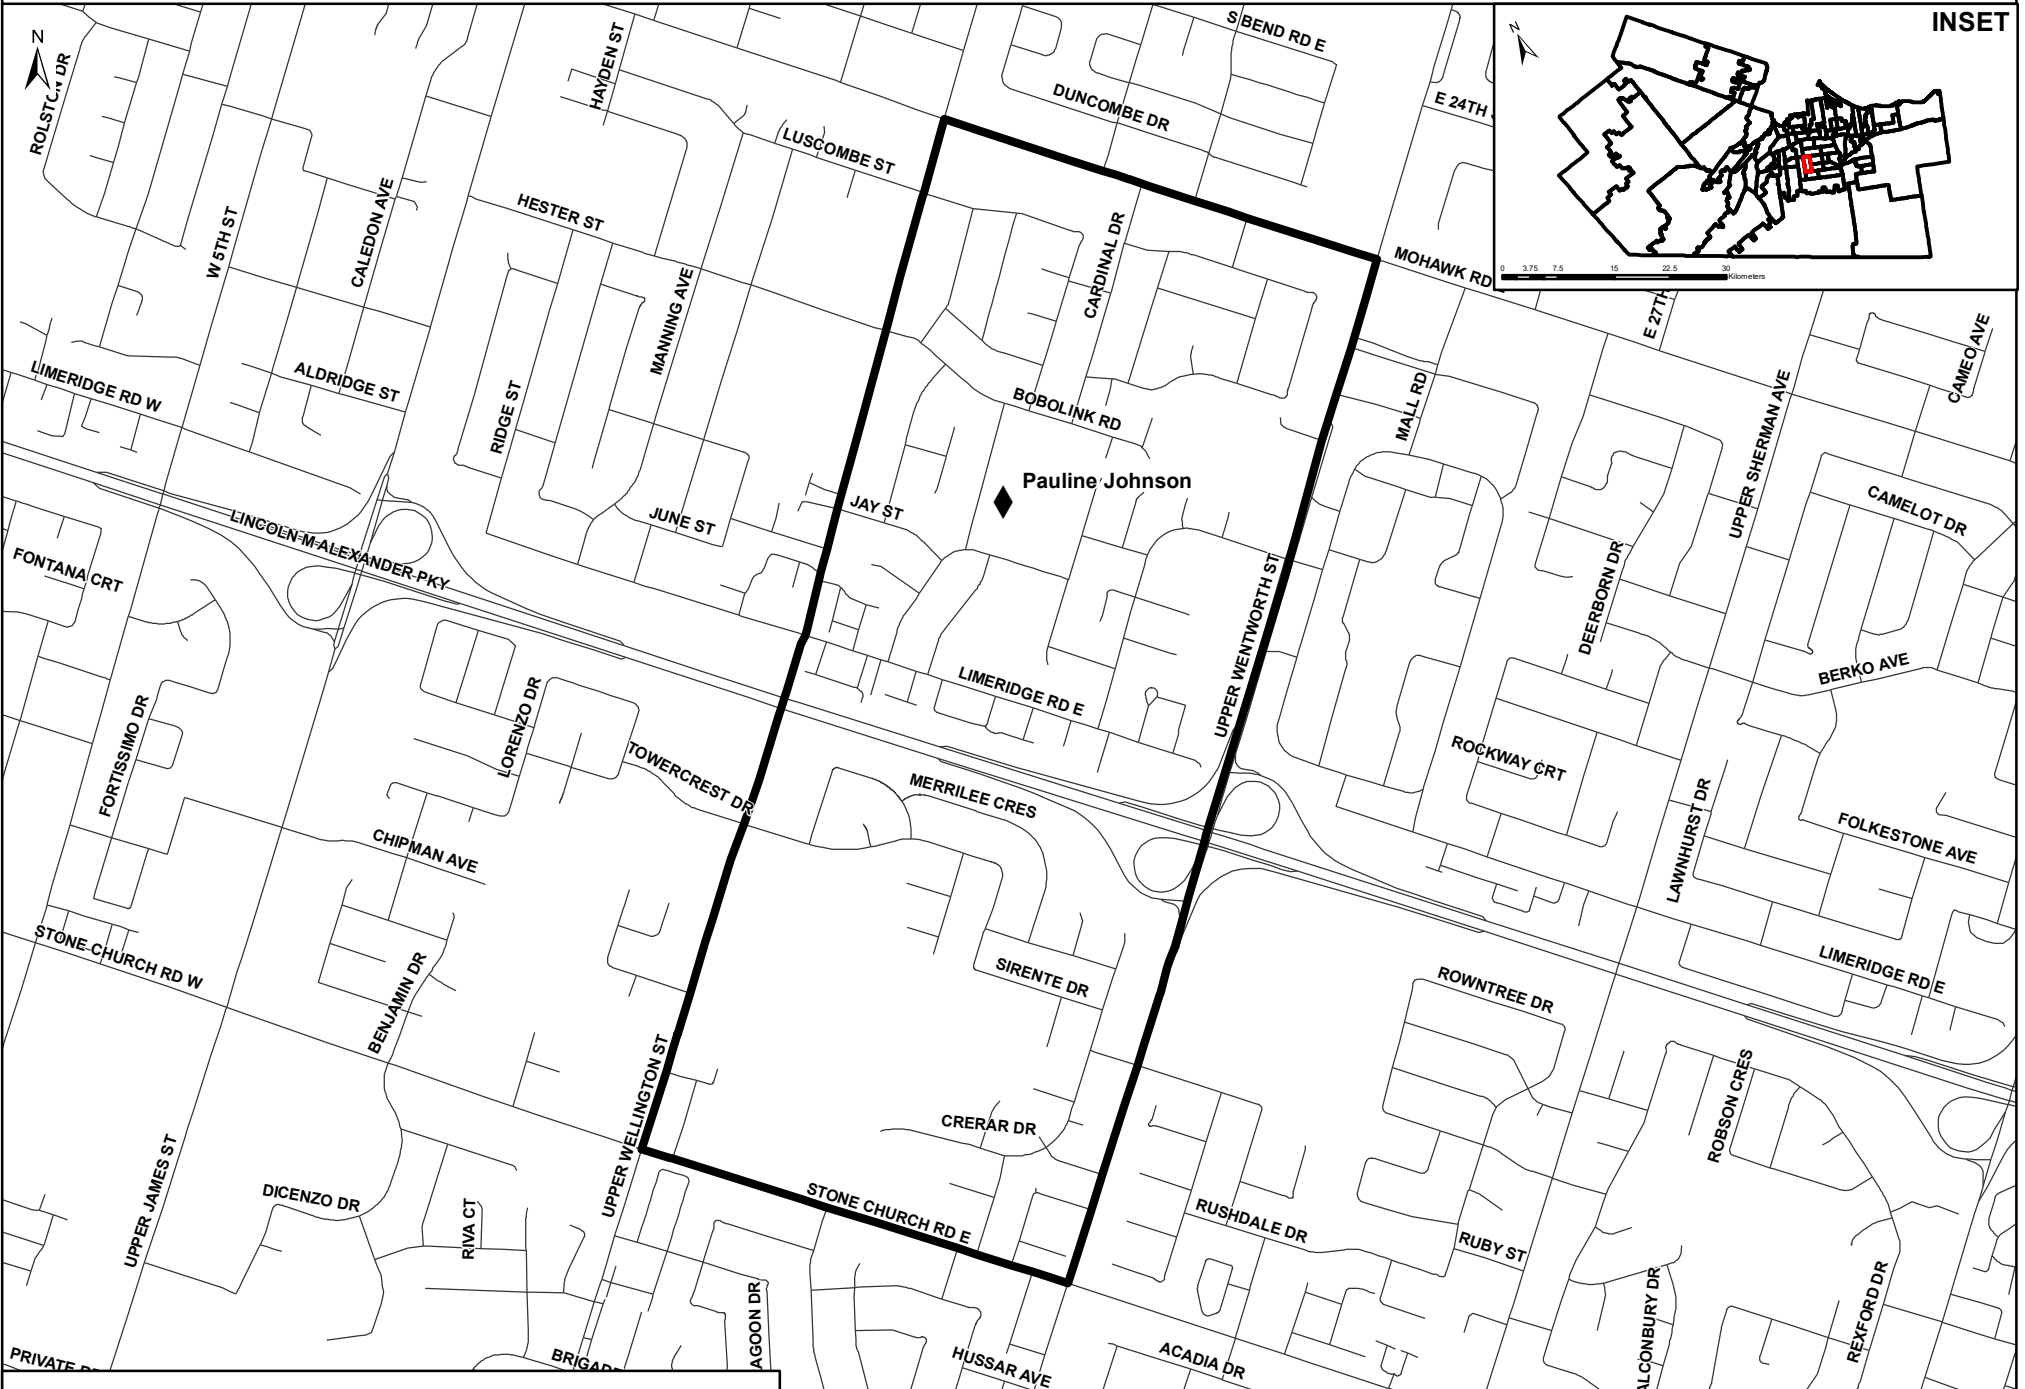 INSET
N
0 3.75 7.5 15 22.5 30
Kilometers
N
S BEND RD E
ROLSTON DR
HAYDEN ST
DUNCOMBE DR
E 24TH
LUSCOMBE ST
HESTER ST
W 5TH ST
CALEDON AVE
CARDINAL DR
MOHAWK RD
E 27TH
MANNING AVE
CAMEO AVE
LIMERIDGE RD W
ALDRIDGE ST
RIDGE ST
BOBOLINK RD
MALL RD
UPPER SHERMAN AVE
Pauline Johnson
JAY ST
JUNE ST
CAMELOT DR
LINCOLN M ALEXANDER PKY
FONTANA CRT
DEERBORN DR
UPPER WENTWORTH ST
BERKO AVE
LIMERIDGE RD E
LORENZO DR
FORTISSIMO DR
TOWERCREST DR
ROCKWAY CRT
MERRILEE CRES
LAWNHURST DR
FOLKESTONE AVE
CHIPMAN AVE
STONE CHURCH RD W
BENJAMIN DR
SIRENTE DR
ROWNTREE DR
LIMERIDGE RD E
UPPER WELLINGTON ST
ROBSON CRES
CRERAR DR
UPPER JAMES ST
DICENZO DR
RIVA CT
STONE CHURCH RD E
RUSHDALE DR
RUBY ST
AGOON DR
ALCONBURY DR
REXFORD DR
PRIVATE
BRIGADE
HUSSAR AVE
ACADIA DR